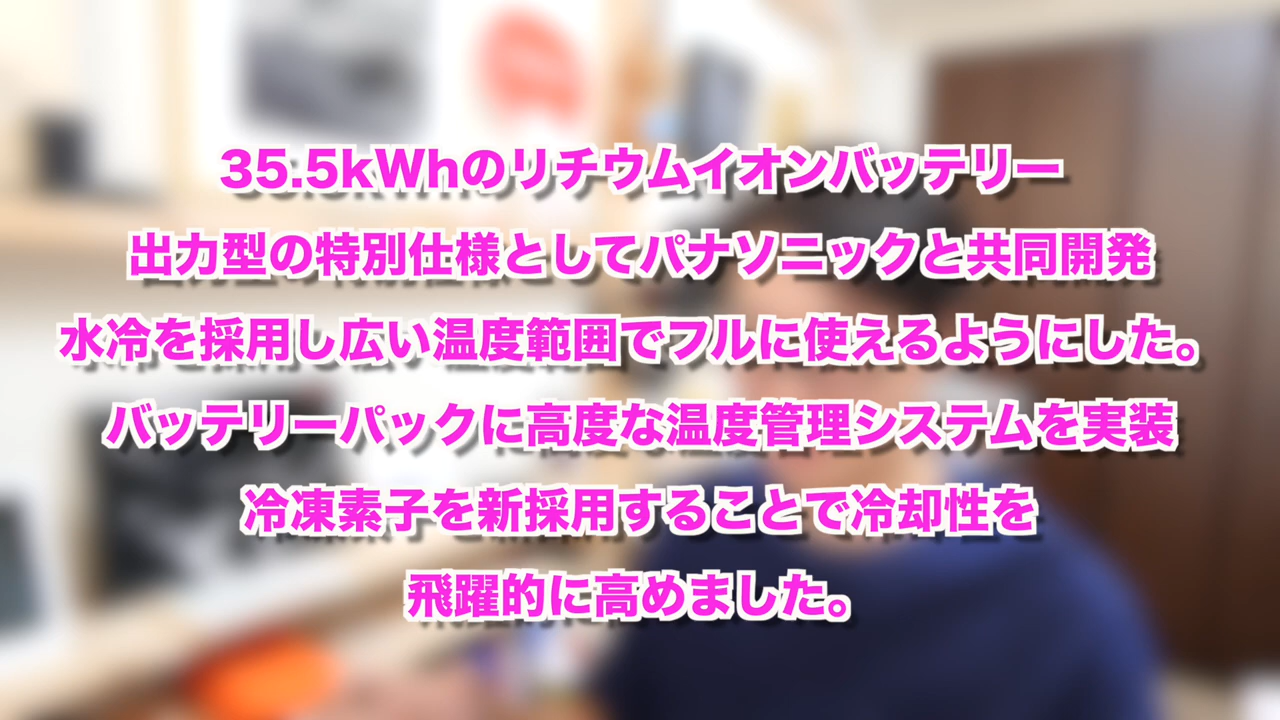 35.5kWhのリチウムイオンバッテリー
出力型の特別仕様としてパナソニックと共同開発
水冷を採用し広い温度範囲でフルに使えるようにした。
バッテリーパックに高度な温度管理システムを実装
冷凍素子を新採用することで冷却性を
飛躍的に高めました。